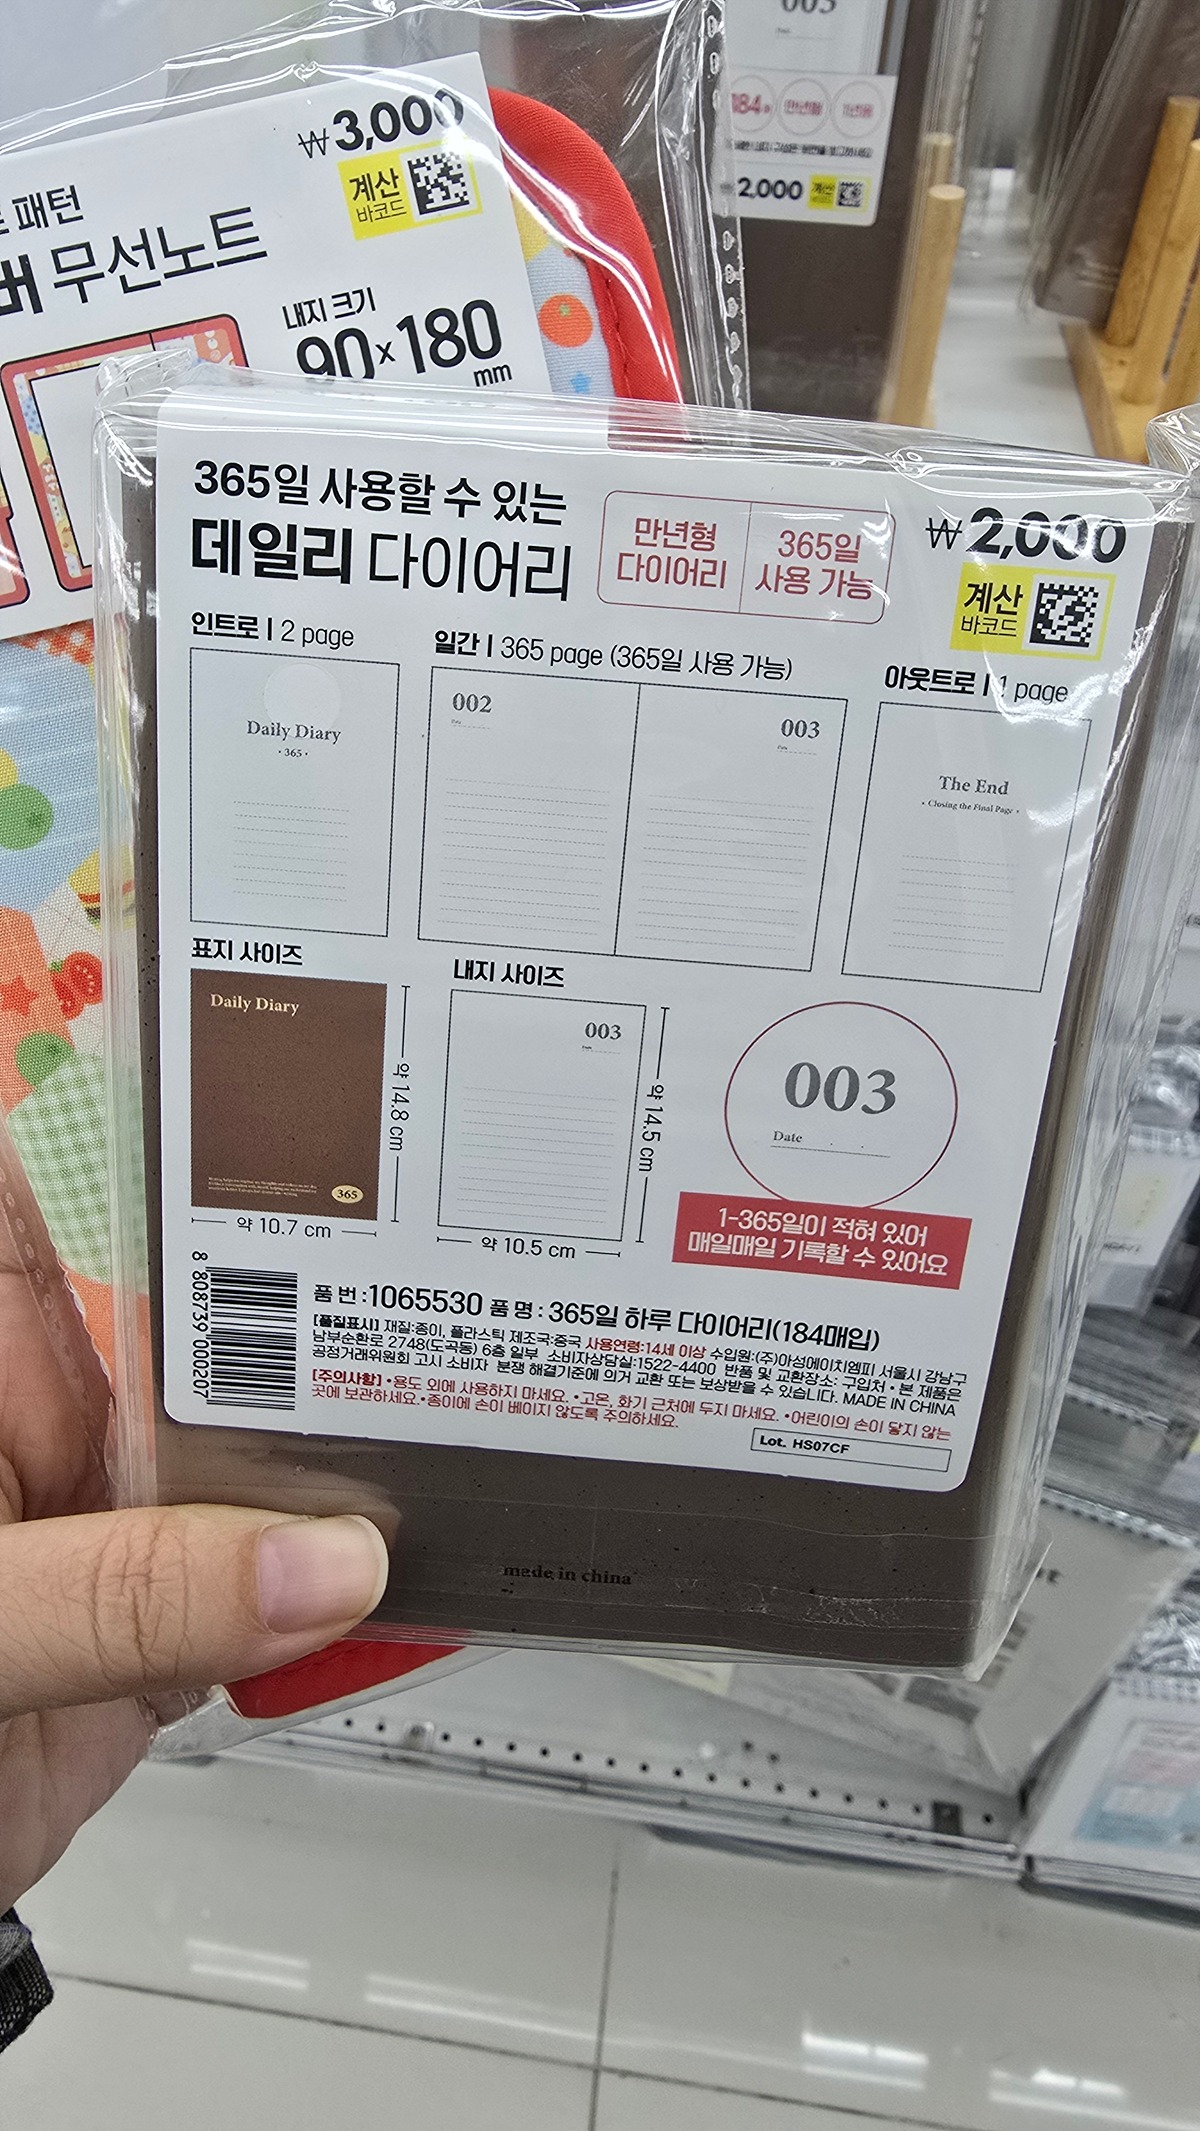 ₩3,000
계산
바코드
패턴
버 무선노트
내지 크기
90x180
mm
003
184매
만년형
2,000
계산
바코드
365일 사용할 수 있는
데일리 다이어리
만년형
다이어리
365일
사용 가능
₩2,000
계산
바코드
인트로 | 2 page
일간 | 365 page (365일 사용 가능)
아웃트로 | 1 page
Daily Diary
· 365 ·
002
Date
003
Date
The End
• Closing the Final Page •
표지 사이즈
내지 사이즈
Daily Diary
365
약 14.8 cm
약 10.7 cm
003
Date
약 14.5 cm
약 10.5 cm
003
Date . .
1-365일이 적혀 있어
매일매일 기록할 수 있어요
8 808739 000207
품 번 : 1065530 품 명 : 365일 하루 다이어리(184매입)
[품질표시] 재질:종이, 플라스틱 제조국:중국 사용연령:14세 이상 수입원:(주)아성에이치엠피 서울시 강남구
남부순환로 2748(도곡동) 6층 일부 소비자상담실:1522-4400 반품 및 교환장소: 구입처 • 본 제품은
공정거래위원회 고시 소비자 분쟁 해결기준에 의거 교환 또는 보상받을 수 있습니다. MADE IN CHINA
[주의사항] •용도 외에 사용하지 마세요. •고온, 화기 근처에 두지 마세요. •어린이의 손이 닿지 않는
곳에 보관하세요.•종이에 손이 베이지 않도록 주의하세요.
Lot. HS07CF
made in china